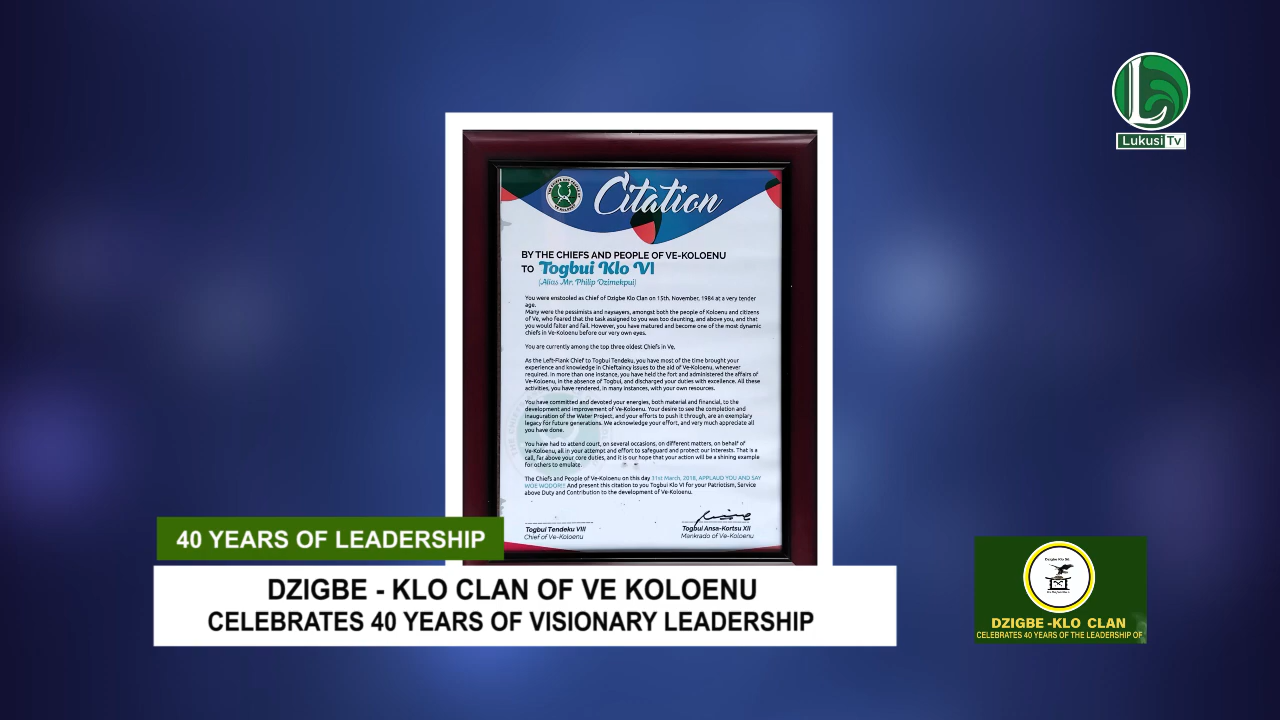 Lukusi Tv
Citation
BY THE CHIEFS AND PEOPLE OF VE-KOLOENU
TO Togbui Klo VI
(Alias Mr. Philip Dzimekpui)
You were enstooled as Chief of Dzigbe Klo Clan on 15th. November, 1984 at a very tender
age.
Many were the pessimists and naysayers, amongst both the people of Koloenu and citizens
of Ve, who feared that the task assigned to you was too daunting, and above you, and that
you would falter and fail. However, you have matured and become one of the most dynamic
chiefs in Ve-Koloenu before our very own eyes.
You are currently among the top three oldest Chiefs in Ve.
As the Left-Flank Chief to Togbui Tendeku, you have most of the time brought your
experience and knowledge in Chieftaincy issues to the aid of Ve-Koloenu, whenever
required. In more than one instance, you have held the fort and administered the affairs of
Ve-Koloenu, in the absence of Togbui, and discharged your duties with excellence. All these
activities, you have rendered, in many instances, with your own resources.
You have committed and devoted your energies, both material and financial, to the
development and improvement of Ve-Koloenu. Your desire to see the completion and
inauguration of the Water Project, and your efforts to push it through, are an exemplary
legacy for future generations. We acknowledge your effort, and very much appreciate all
you have done.
You have had to attend court, on several occasions, on different matters, on behalf of
Ve-Koloenu, all in your attempt and effort to safeguard and protect our interests. That is a
call, far above your core duties, and it is our hope that your action will be a shining example
for others to emulate.
The Chiefs and People of Ve-Koloenu on this day 31st March, 2018, APPLAUD YOU AND SAY
WOE WODOR!!! And present this citation to you Togbui Klo VI for your Patriotism, Service
above Duty and Contribution to the development of Ve-Koloenu.
Togbui Tendeku VIII
Chief of Ve-Koloenu
Togbui Ansa-Kortsu XII
Mankrado of Ve-Koloenu
40 YEARS OF LEADERSHIP
DZIGBE - KLO CLAN OF VE KOLOENU
CELEBRATES 40 YEARS OF VISIONARY LEADERSHIP
DZIGBE -KLO CLAN
CELEBRATES 40 YEARS OF THE LEADERSHIP OF